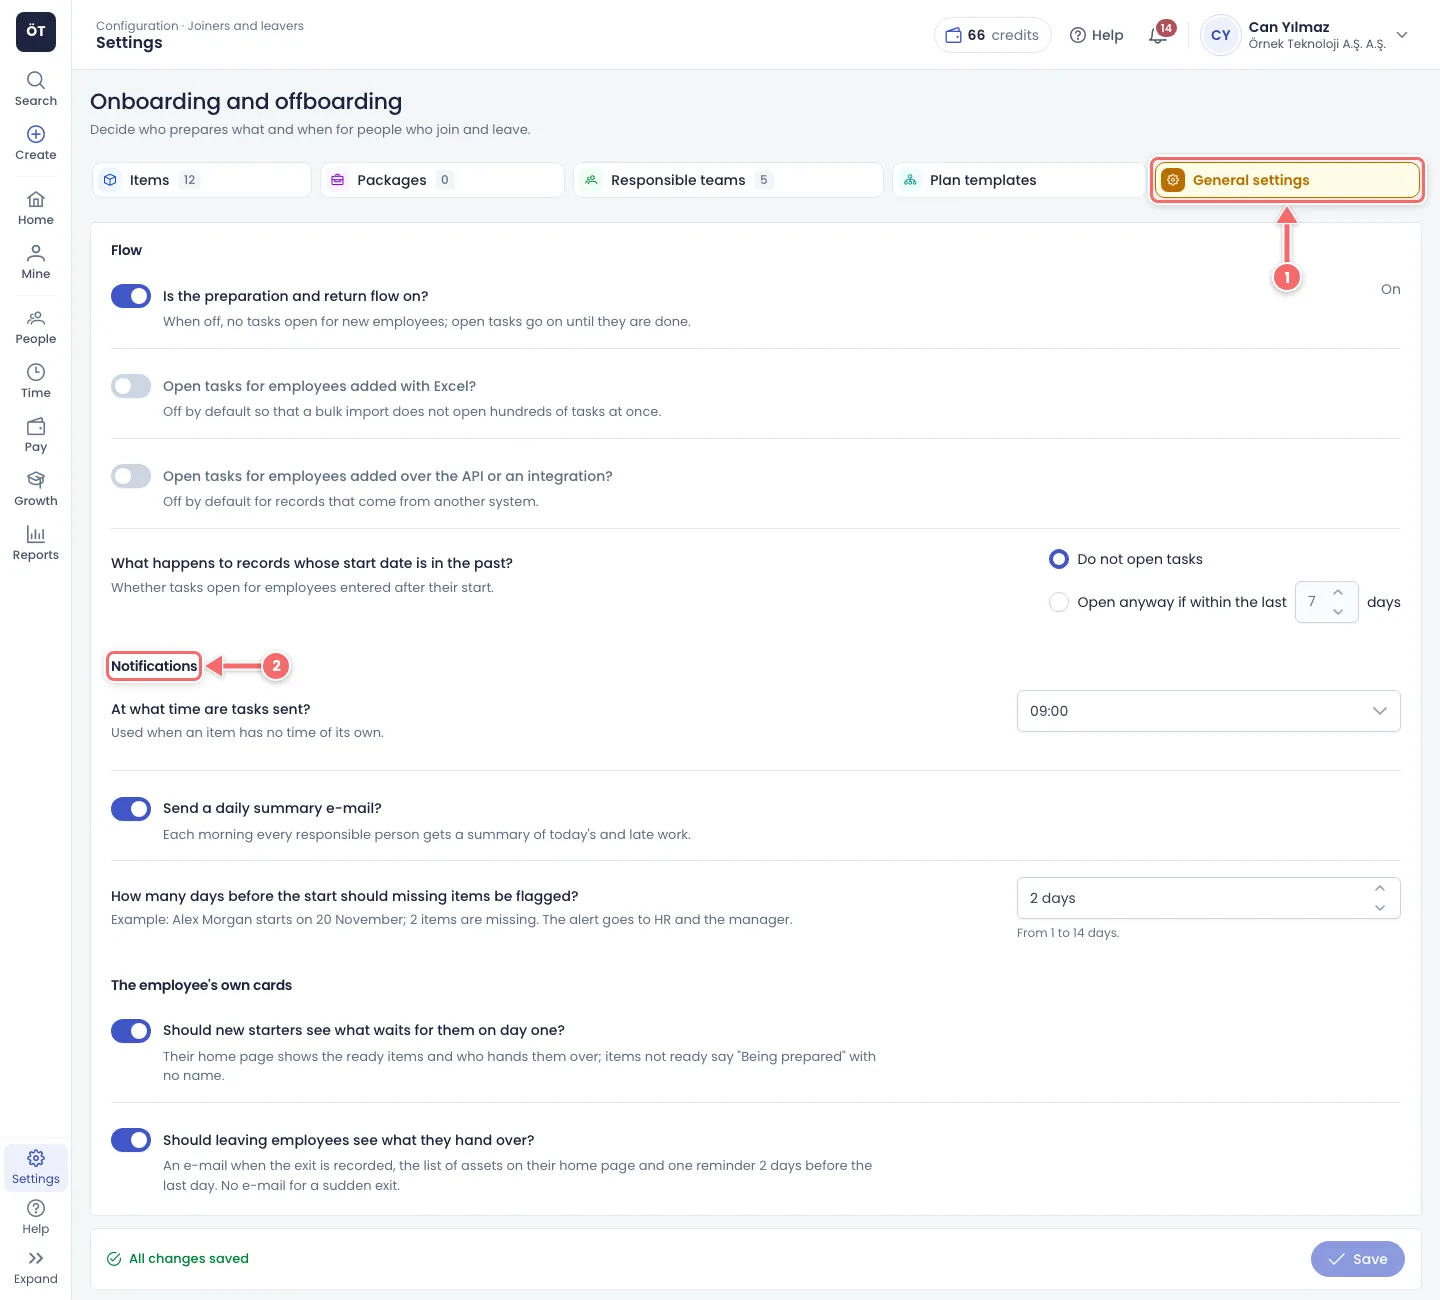 ÖT
Configuration · Joiners and leavers
Settings
66 credits
Help
14
CY
Can Yılmaz
Örnek Teknoloji A.Ş. A.Ş.
Search
Create
Home
Mine
People
Time
Pay
Growth
Reports
Settings
Help
Expand
Onboarding and offboarding
Decide who prepares what and when for people who join and leave.
Items 12
Packages 0
Responsible teams 5
Plan templates
General settings
1
Flow
Is the preparation and return flow on?
On
When off, no tasks open for new employees; open tasks go on until they are done.
Open tasks for employees added with Excel?
Off by default so that a bulk import does not open hundreds of tasks at once.
Open tasks for employees added over the API or an integration?
Off by default for records that come from another system.
What happens to records whose start date is in the past?
Whether tasks open for employees entered after their start.
Do not open tasks
Open anyway if within the last 7 days
Notifications
2
At what time are tasks sent?
Used when an item has no time of its own.
09:00
Send a daily summary e-mail?
Each morning every responsible person gets a summary of today's and late work.
How many days before the start should missing items be flagged?
Example: Alex Morgan starts on 20 November; 2 items are missing. The alert goes to HR and the manager.
2 days
From 1 to 14 days.
The employee's own cards
Should new starters see what waits for them on day one?
Their home page shows the ready items and who hands them over; items not ready say "Being prepared" with
no name.
Should leaving employees see what they hand over?
An e-mail when the exit is recorded, the list of assets on their home page and one reminder 2 days before the
last day. No e-mail for a sudden exit.
All changes saved
Save